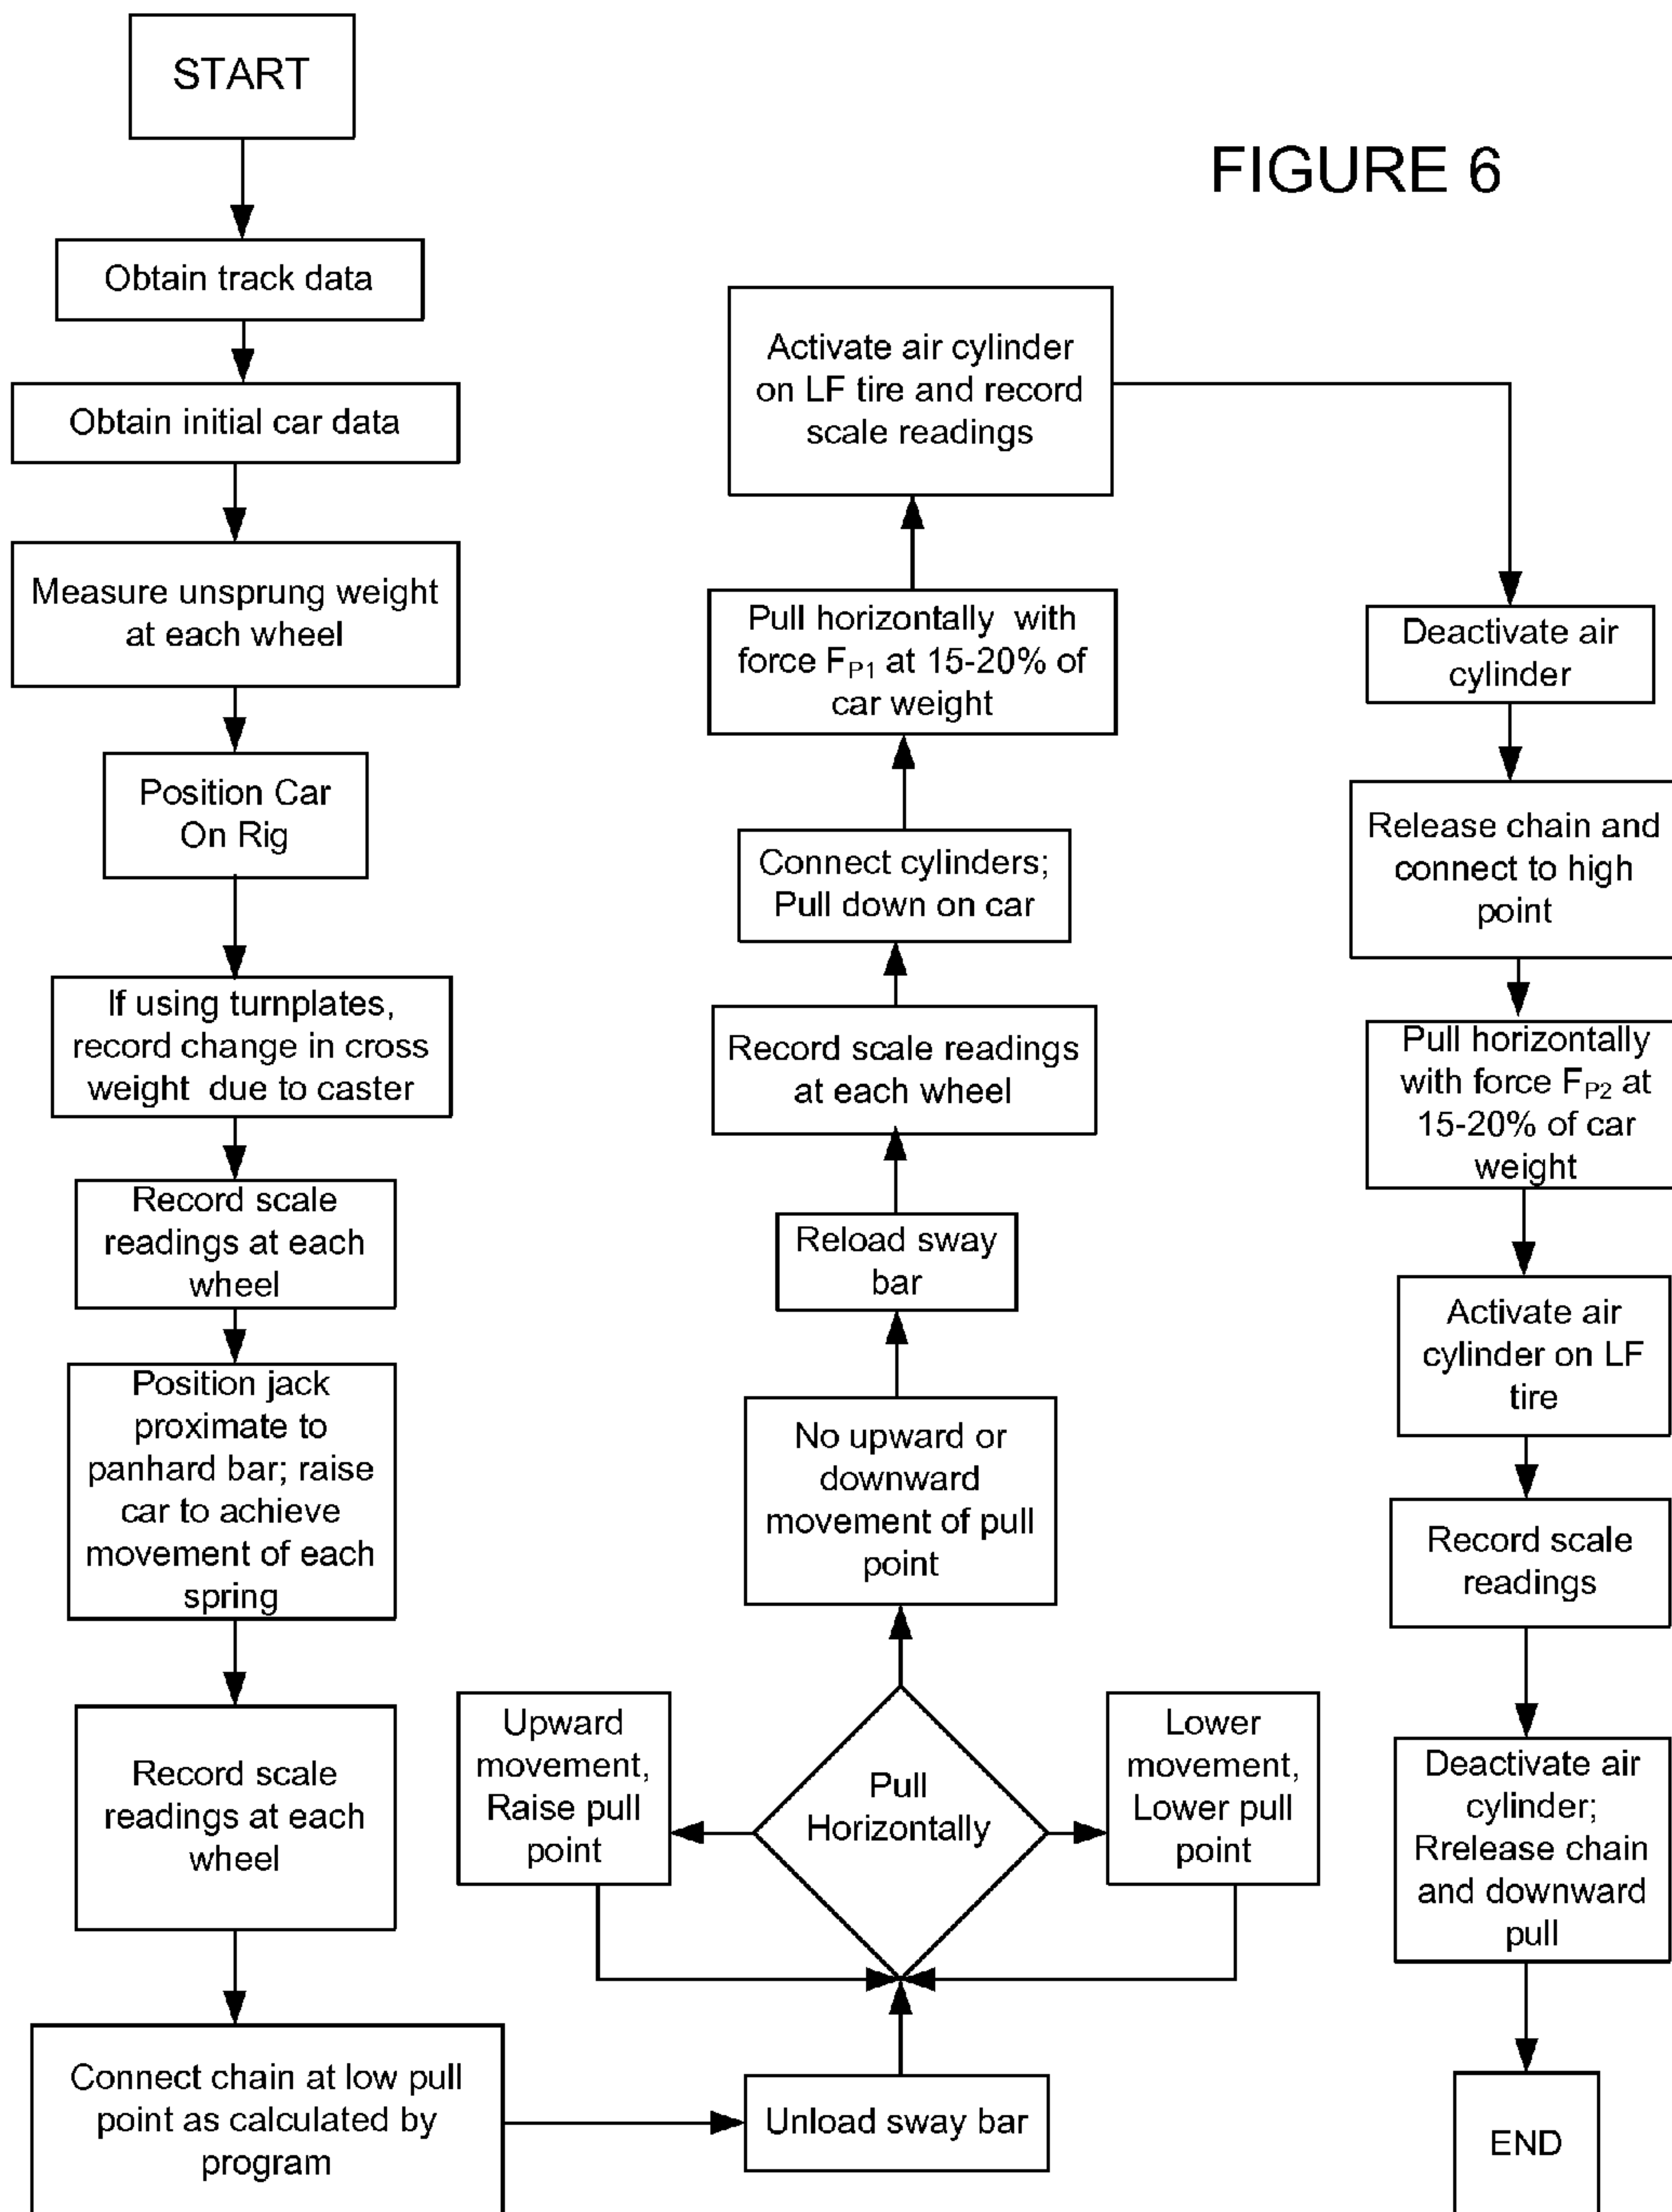 START
FIGURE 6
Obtain track data
Obtain initial car data
Measure unsprung weight
at each wheel
Position Car
On Rig
If using turnplates,
record change in cross
weight due to caster
Record scale
readings at each
wheel
Position jack
proximate to
panhard bar; raise
car to achieve
movement of each
spring
Record scale
readings at each
wheel
Connect chain at low pull
point as calculated by
program
Unload sway bar
Pull
Horizontally
Upward
movement,
Raise pull
point
Lower
movement,
Lower pull
point
No upward or
downward
movement of pull
point
Reload sway
bar
Record scale readings
at each wheel
Connect cylinders;
Pull down on car
Pull horizontally with
force FP1 at 15-20% of
car weight
Activate air cylinder
on LF tire and record
scale readings
Deactivate air
cylinder
Release chain and
connect to high
point
Pull horizontally
with force FP2 at
15-20% of car
weight
Activate air
cylinder on LF
tire
Record scale
readings
Deactivate air
cylinder;
Rrelease chain
and downward
pull
END